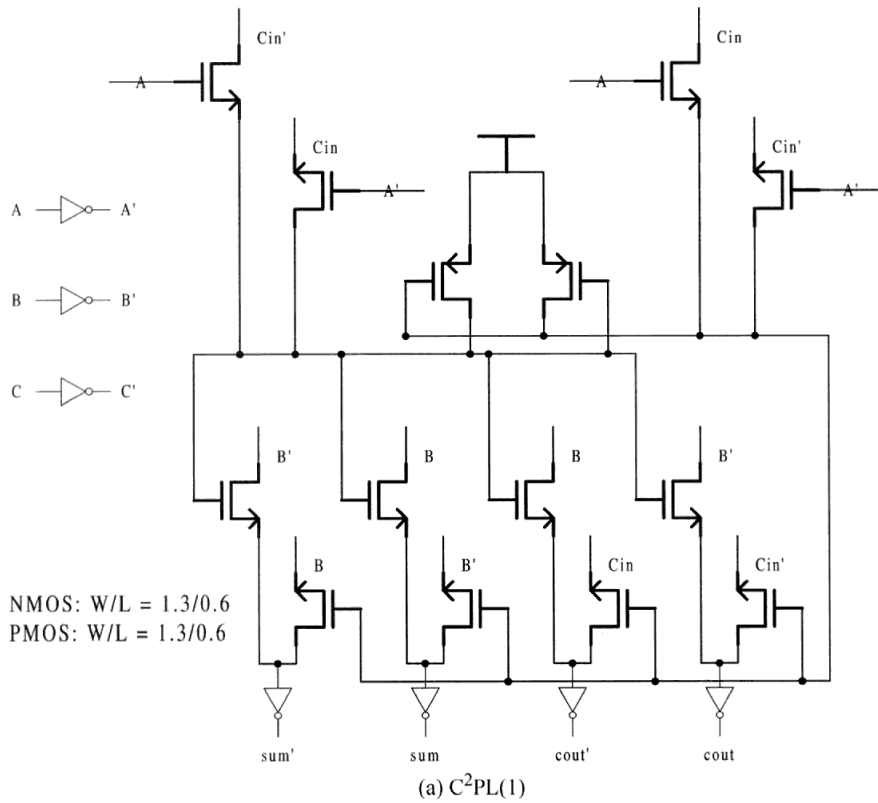 Cin'
Cin
A
A
Cin
Cin'
A'
A'
A
A'
B
B'
C
C'
B'
B
B
B'
B
B'
Cin
Cin'
NMOS: W/L = 1.3/0.6
PMOS: W/L = 1.3/0.6
sum'
sum
cout'
cout
(a) C²PL(1)